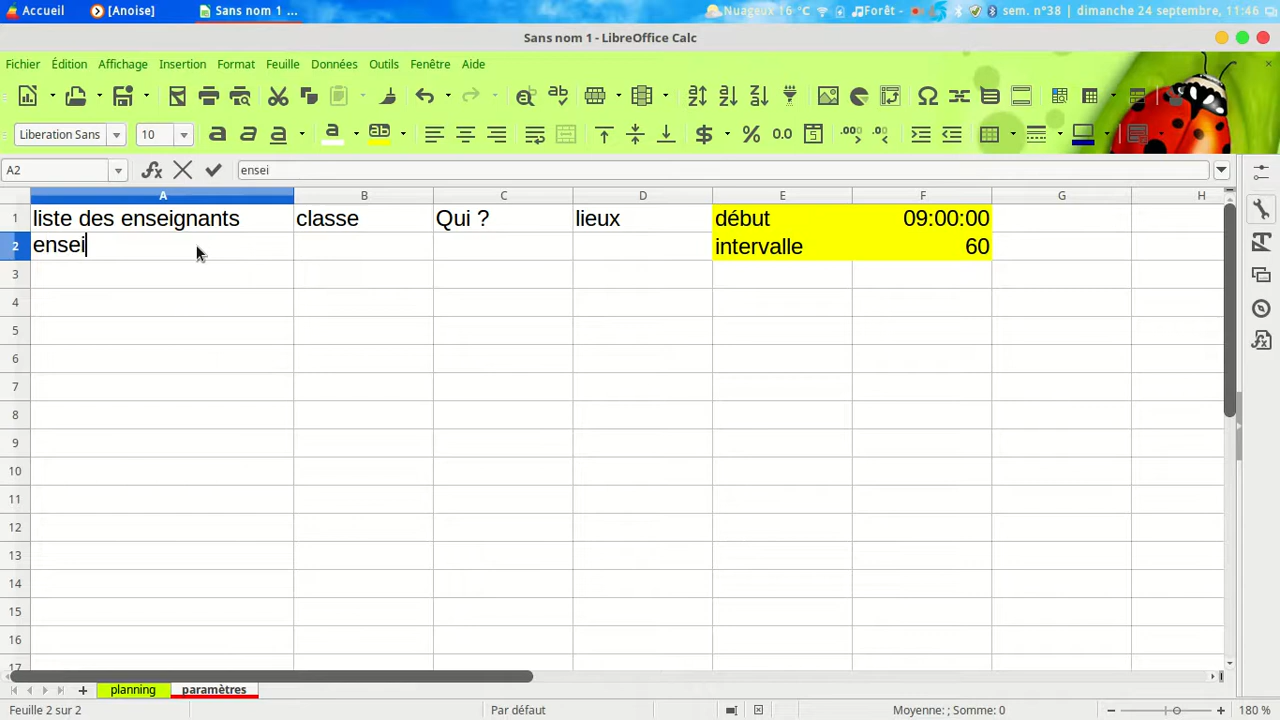 Accueil [Anoise] Sans nom 1 ... Nuageux 16 °C Forêt - sem. n°38 | dimanche 24 septembre, 11:46
Sans nom 1 - LibreOffice Calc
Fichier Édition Affichage Insertion Format Feuille Données Outils Fenêtre Aide
Liberation Sans 10
A2 ensei
A B C D E F G H
1 liste des enseignants classe Qui ? lieux début 09:00:00
2 ensei intervalle 60
3
4
5
6
7
8
9
10
11
12
13
14
15
16
17
planning paramètres
Feuille 2 sur 2 Par défaut Moyenne: ; Somme: 0 180 %